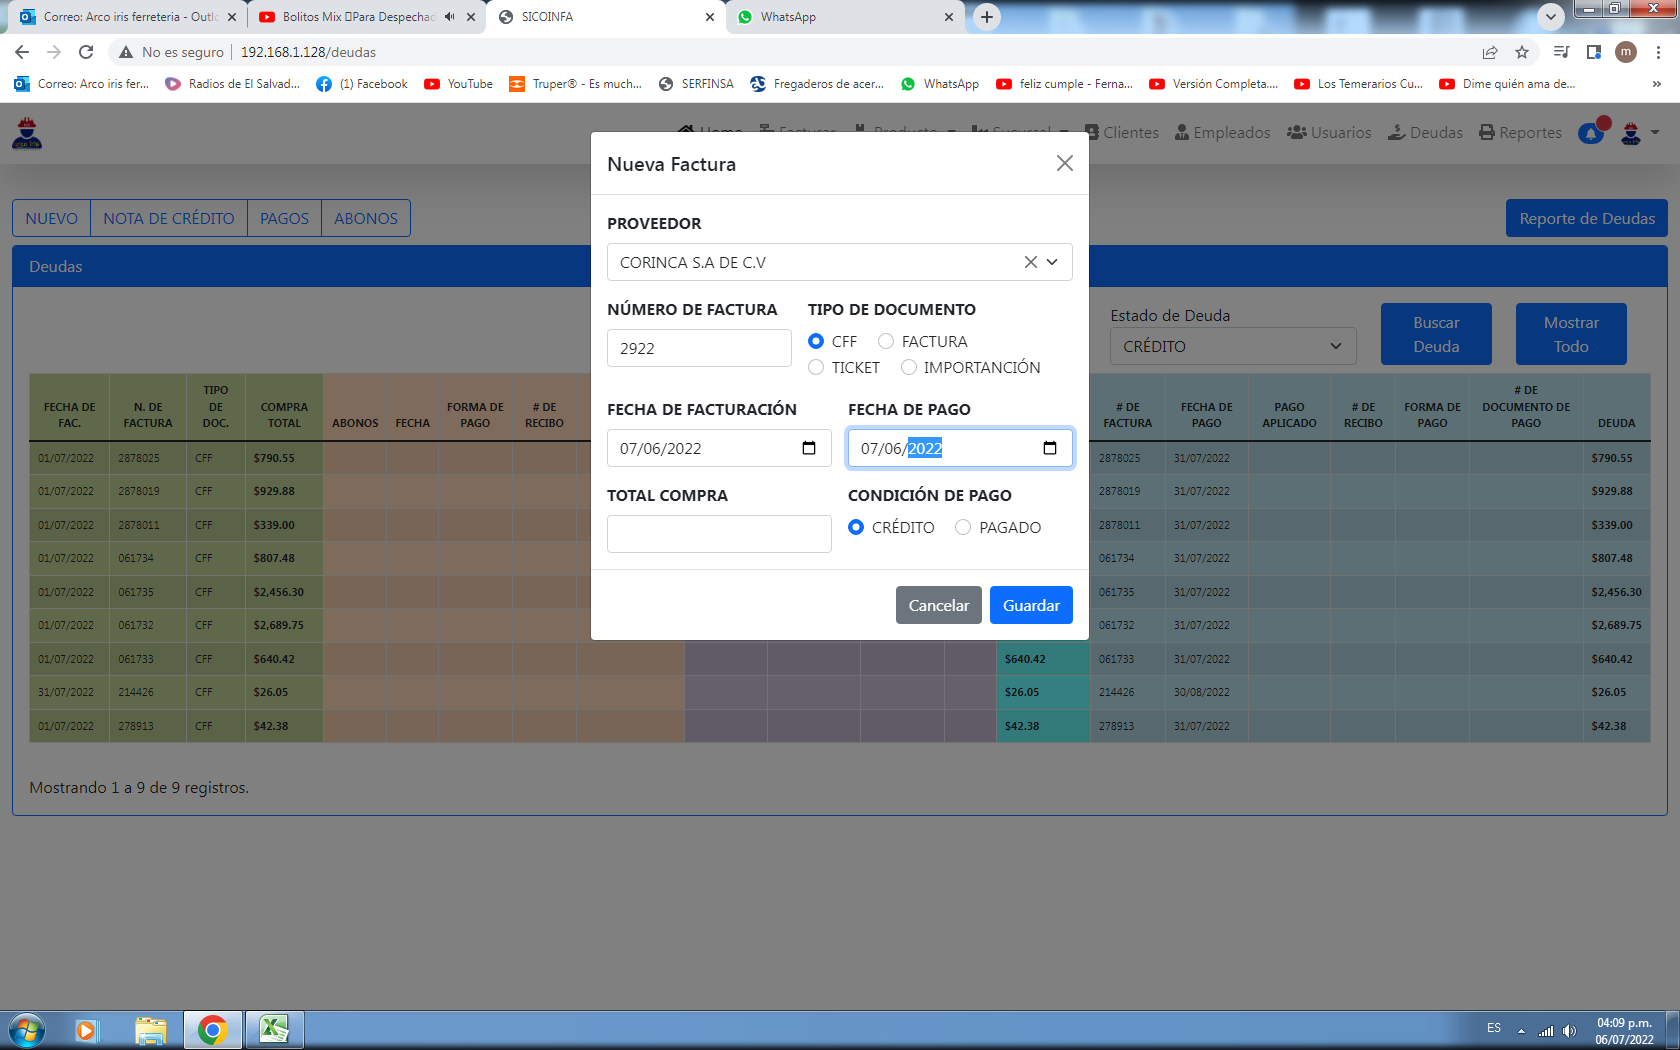 Correo: Arco iris ferreteria - Outlo
Bolitos Mix Para Despechad
SICOINFA
WhatsApp
No es seguro
192.168.1.128/deudas
m
Correo: Arco iris ferr...
Radios de El Salvad...
(1) Facebook
YouTube
Truper® - Es much...
SERFINSA
Fregaderos de acer...
WhatsApp
feliz cumple - Ferna...
Versión Completa....
Los Temerarios Cu...
Dime quién ama de...
»
Home
Facturar
Producto
Sucursal
Clientes
Empleados
Usuarios
Deudas
Reportes
Nueva Factura
PROVEEDOR
CORINCA S.A DE C.V
NÚMERO DE FACTURA
TIPO DE DOCUMENTO
2922
CFF
FACTURA
TICKET
IMPORTANCIÓN
FECHA DE FACTURACIÓN
FECHA DE PAGO
07/06/2022
07/06/2022
TOTAL COMPRA
CONDICIÓN DE PAGO
CRÉDITO
PAGADO
Cancelar
Guardar
NUEVO
NOTA DE CRÉDITO
PAGOS
ABONOS
Reporte de Deudas
Deudas
Estado de Deuda
CRÉDITO
Buscar
Deuda
Mostrar
Todo
FECHA DE FAC. N. DE FACTURA TIPO DE DOC. COMPRA TOTAL ABONOS FECHA FORMA DE PAGO # DE RECIBO # DE FACTURA FECHA DE PAGO PAGO APLICADO # DE RECIBO FORMA DE PAGO # DE DOCUMENTO DE PAGO DEUDA
01/07/2022 2878025 CFF $790.55 2878025 31/07/2022 $790.55
01/07/2022 2878019 CFF $929.88 2878019 31/07/2022 $929.88
01/07/2022 2878011 CFF $339.00 2878011 31/07/2022 $339.00
01/07/2022 061734 CFF $807.48 061734 31/07/2022 $807.48
01/07/2022 061735 CFF $2,456.30 061735 31/07/2022 $2,456.30
01/07/2022 061732 CFF $2,689.75 061732 31/07/2022 $2,689.75
01/07/2022 061733 CFF $640.42 $640.42 061733 31/07/2022 $640.42
31/07/2022 214426 CFF $26.05 $26.05 214426 30/08/2022 $26.05
01/07/2022 278913 CFF $42.38 $42.38 278913 31/07/2022 $42.38
Mostrando 1 a 9 de 9 registros.
ES
04:09 p.m.
06/07/2022